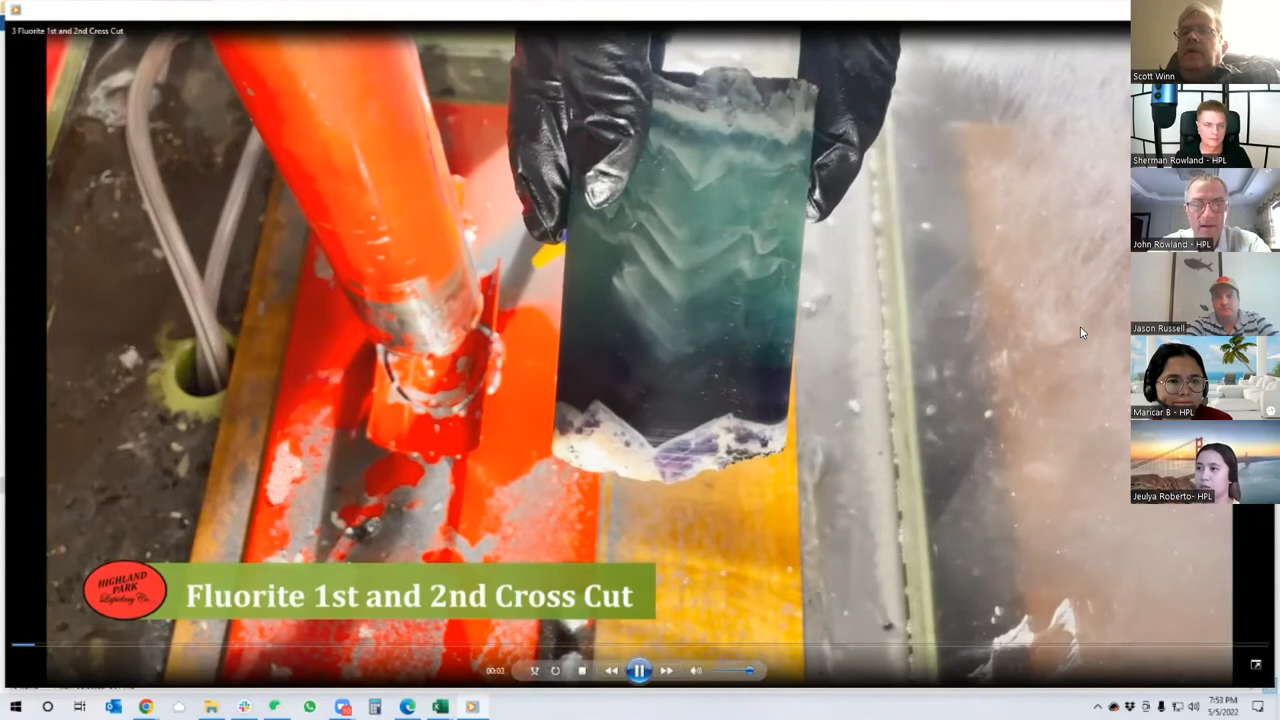 3 Fluorite 1st and 2nd Cross Cut
Scott Winn
Sherman Rowland - HPL
John Rowland - HPL
Jason Russell
Maricar B - HPL
Jeulya Roberto- HPL
HIGHLAND
PARK
Lapidary Co.
Fluorite 1st and 2nd Cross Cut
00:03
7:53 PM
5/5/2022